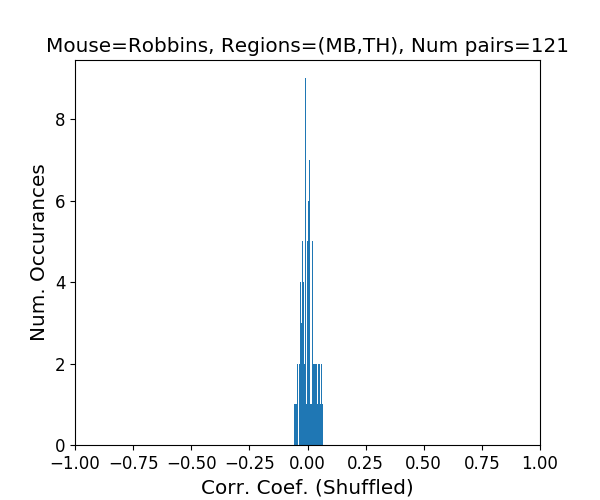 Mouse=Robbins, Regions=(MB,TH), Num pairs=121
Num. Occurances
8
6
4
2
0
−1.00 −0.75 −0.50 −0.25 0.00 0.25 0.50 0.75 1.00
Corr. Coef. (Shuffled)